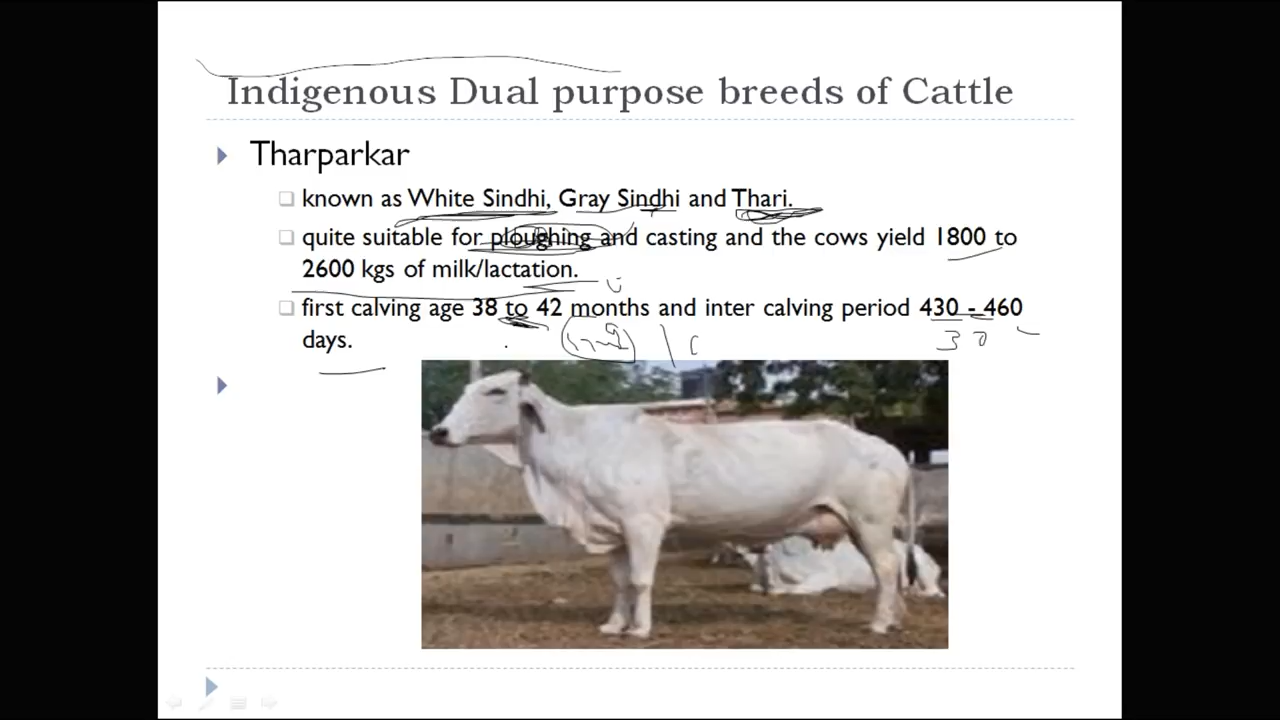 Indigenous Dual purpose breeds of Cattle
Tharparkar
known as White Sindhi, Gray Sindhi and Thari.
quite suitable for ploughing and casting and the cows yield 1800 to
2600 kgs of milk/lactation.
first calving age 38 to 42 months and inter calving period 430 - 460
days.
30